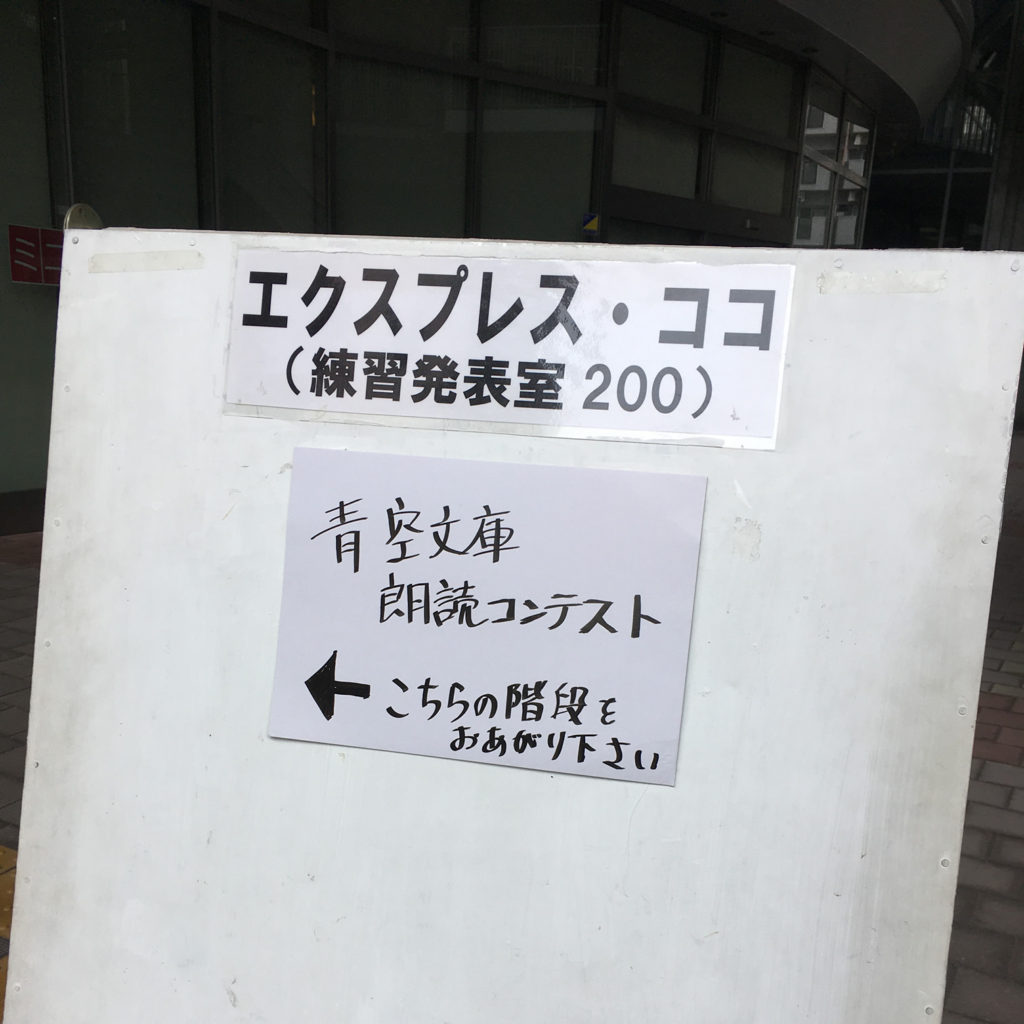 エクスプレス・ココ
（練習発表室 200）
青空文庫
朗読コンテスト
← こちらの階段を
おあがり下さい
ミニ